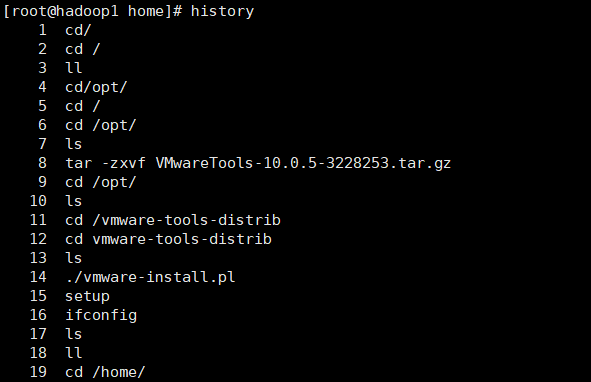 [root@hadoop1 home]# history
1 cd/
2 cd /
3 ll
4 cd/opt/
5 cd /
6 cd /opt/
7 ls
8 tar -zxvf VMwareTools-10.0.5-3228253.tar.gz
9 cd /opt/
10 ls
11 cd /vmware-tools-distrib
12 cd vmware-tools-distrib
13 ls
14 ./vmware-install.pl
15 setup
16 ifconfig
17 ls
18 ll
19 cd /home/